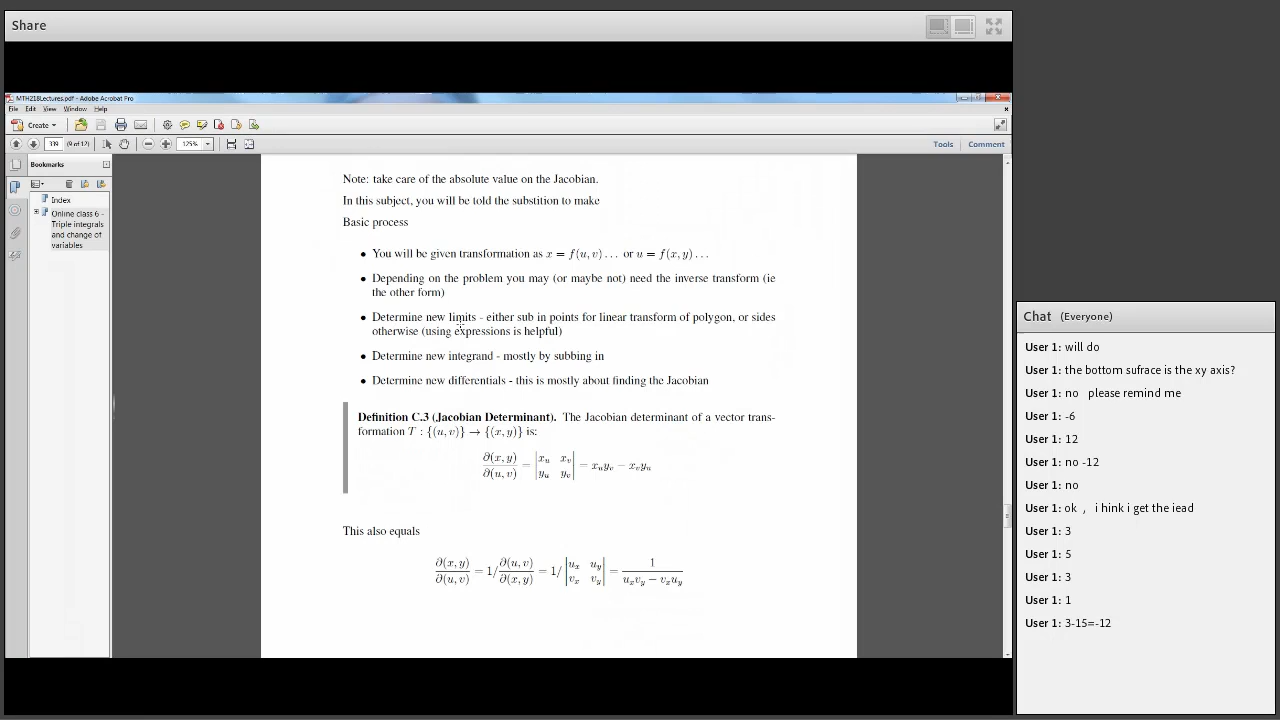 Share
MTH218Lectures.pdf - Adobe Acrobat Pro
File Edit View Window Help
Create
339 (9 of 12) 125% Tools Comment
Bookmarks
Index
Online class 6 -
Triple integrals
and change of
variables
Note: take care of the absolute value on the Jacobian.
In this subject, you will be told the substition to make
Basic process
• You will be given transformation as x = f(u, v) . . . or u = f(x, y) . . .
• Depending on the problem you may (or maybe not) need the inverse transform (ie
the other form)
• Determine new limits - either sub in points for linear transform of polygon, or sides
otherwise (using expressions is helpful)
• Determine new integrand - mostly by subbing in
• Determine new differentials - this is mostly about finding the Jacobian
Definition C.3 (Jacobian Determinant). The Jacobian determinant of a vector trans-
formation T : {(u, v)} → {(x, y)} is:
∂(x, y)/∂(u, v) = |x_u x_v; y_u y_v| = x_u y_v − x_v y_u
This also equals
∂(x, y)/∂(u, v) = 1/ ∂(u, v)/∂(x, y) = 1/ |u_x u_y; v_x v_y| = 1/(u_x v_y − v_x u_y)
Chat (Everyone)
User 1: will do
User 1: the bottom sufrace is the xy axis?
User 1: no please remind me
User 1: -6
User 1: 12
User 1: no -12
User 1: no
User 1: ok , i hink i get the iead
User 1: 3
User 1: 5
User 1: 3
User 1: 1
User 1: 3-15=-12